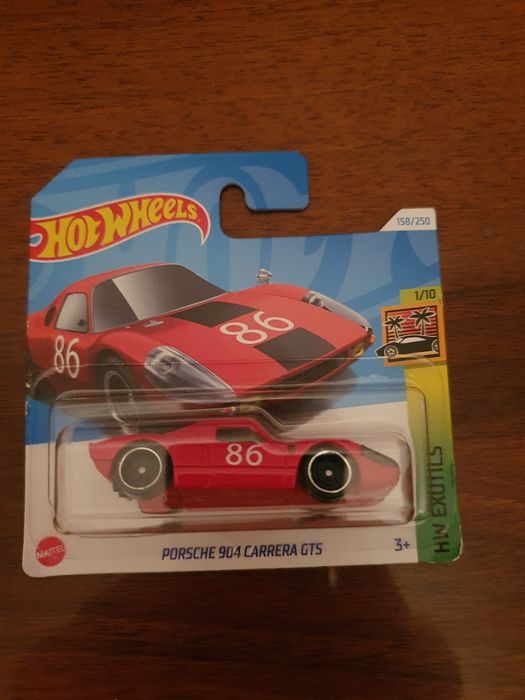 HOT WHEELS
158/250
1/10
86
86
86
HW EXOTICS
MATTEL
PORSCHE 904 CARRERA GTS
3+